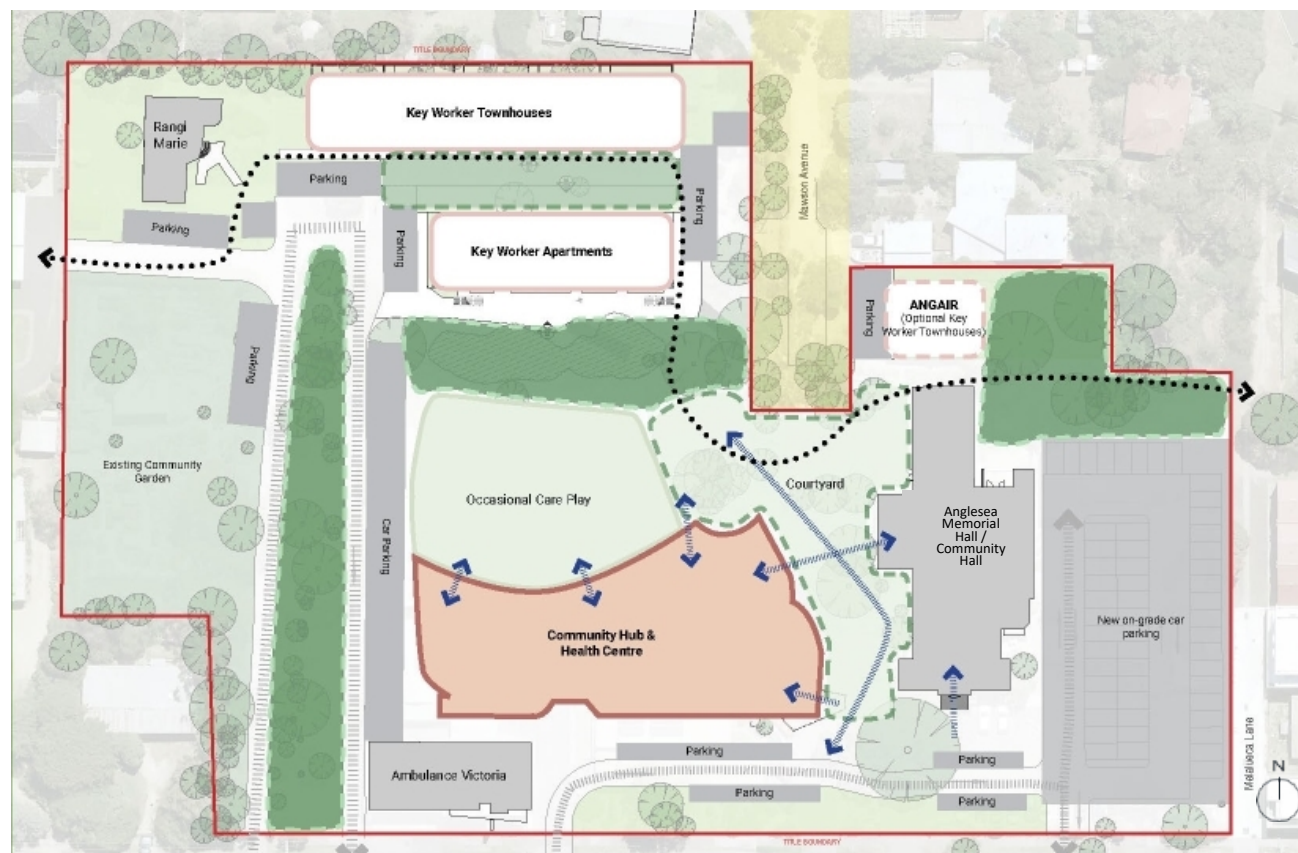 TITLE BOUNDARY
Key Worker Townhouses
Rangi
Marie
Parking
Parking
Parking
Mawson Avenue
Parking
Key Worker Apartments
Parking
ANGAIR
(Optional Key
Worker Townhouses)
Parking
Existing Community
Garden
Car Parking
Occasional Care Play
Courtyard
Anglesea
Memorial
Hall /
Community
Hall
New on-grade car
parking
Community Hub &
Health Centre
Ambulance Victoria
Parking
Parking
Parking
Parking
Melaleuca Lane
N
TITLE BOUNDARY